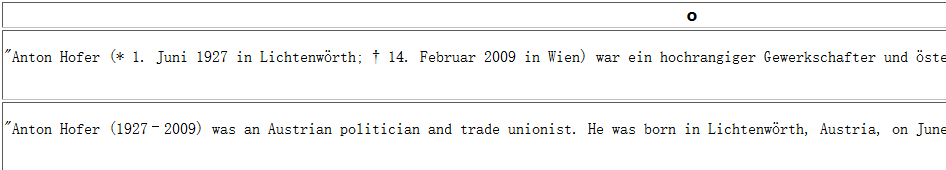 o
"Anton Hofer (* 1. Juni 1927 in Lichtenwörth; † 14. Februar 2009 in Wien) war ein hochrangiger Gewerkschafter und öste
"Anton Hofer (1927–2009) was an Austrian politician and trade unionist. He was born in Lichtenwörth, Austria, on June